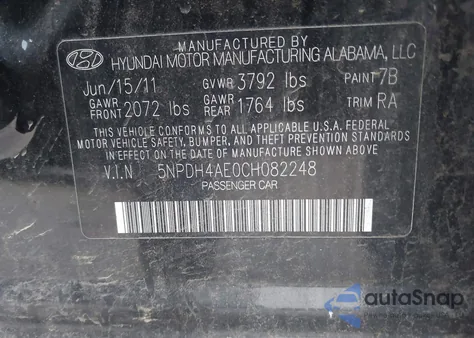 MANUFACTURED BY
HYUNDAI MOTOR MANUFACTURING ALABAMA, LLC
Jun/15/11 GVWR 3792 lbs PAINT 7B
GAWR FRONT 2072 lbs GAWR REAR 1764 lbs TRIM RA
THIS VEHICLE CONFORMS TO ALL APPLICABLE U.S.A. FEDERAL
MOTOR VEHICLE SAFETY, BUMPER, AND THEFT PREVENTION STANDARDS
IN EFFECT ON THE DATE OF MANUFACTURE SHOWN ABOVE
V.I.N 5NPDH4AE0CH082248
PASSENGER CAR
autoSnap